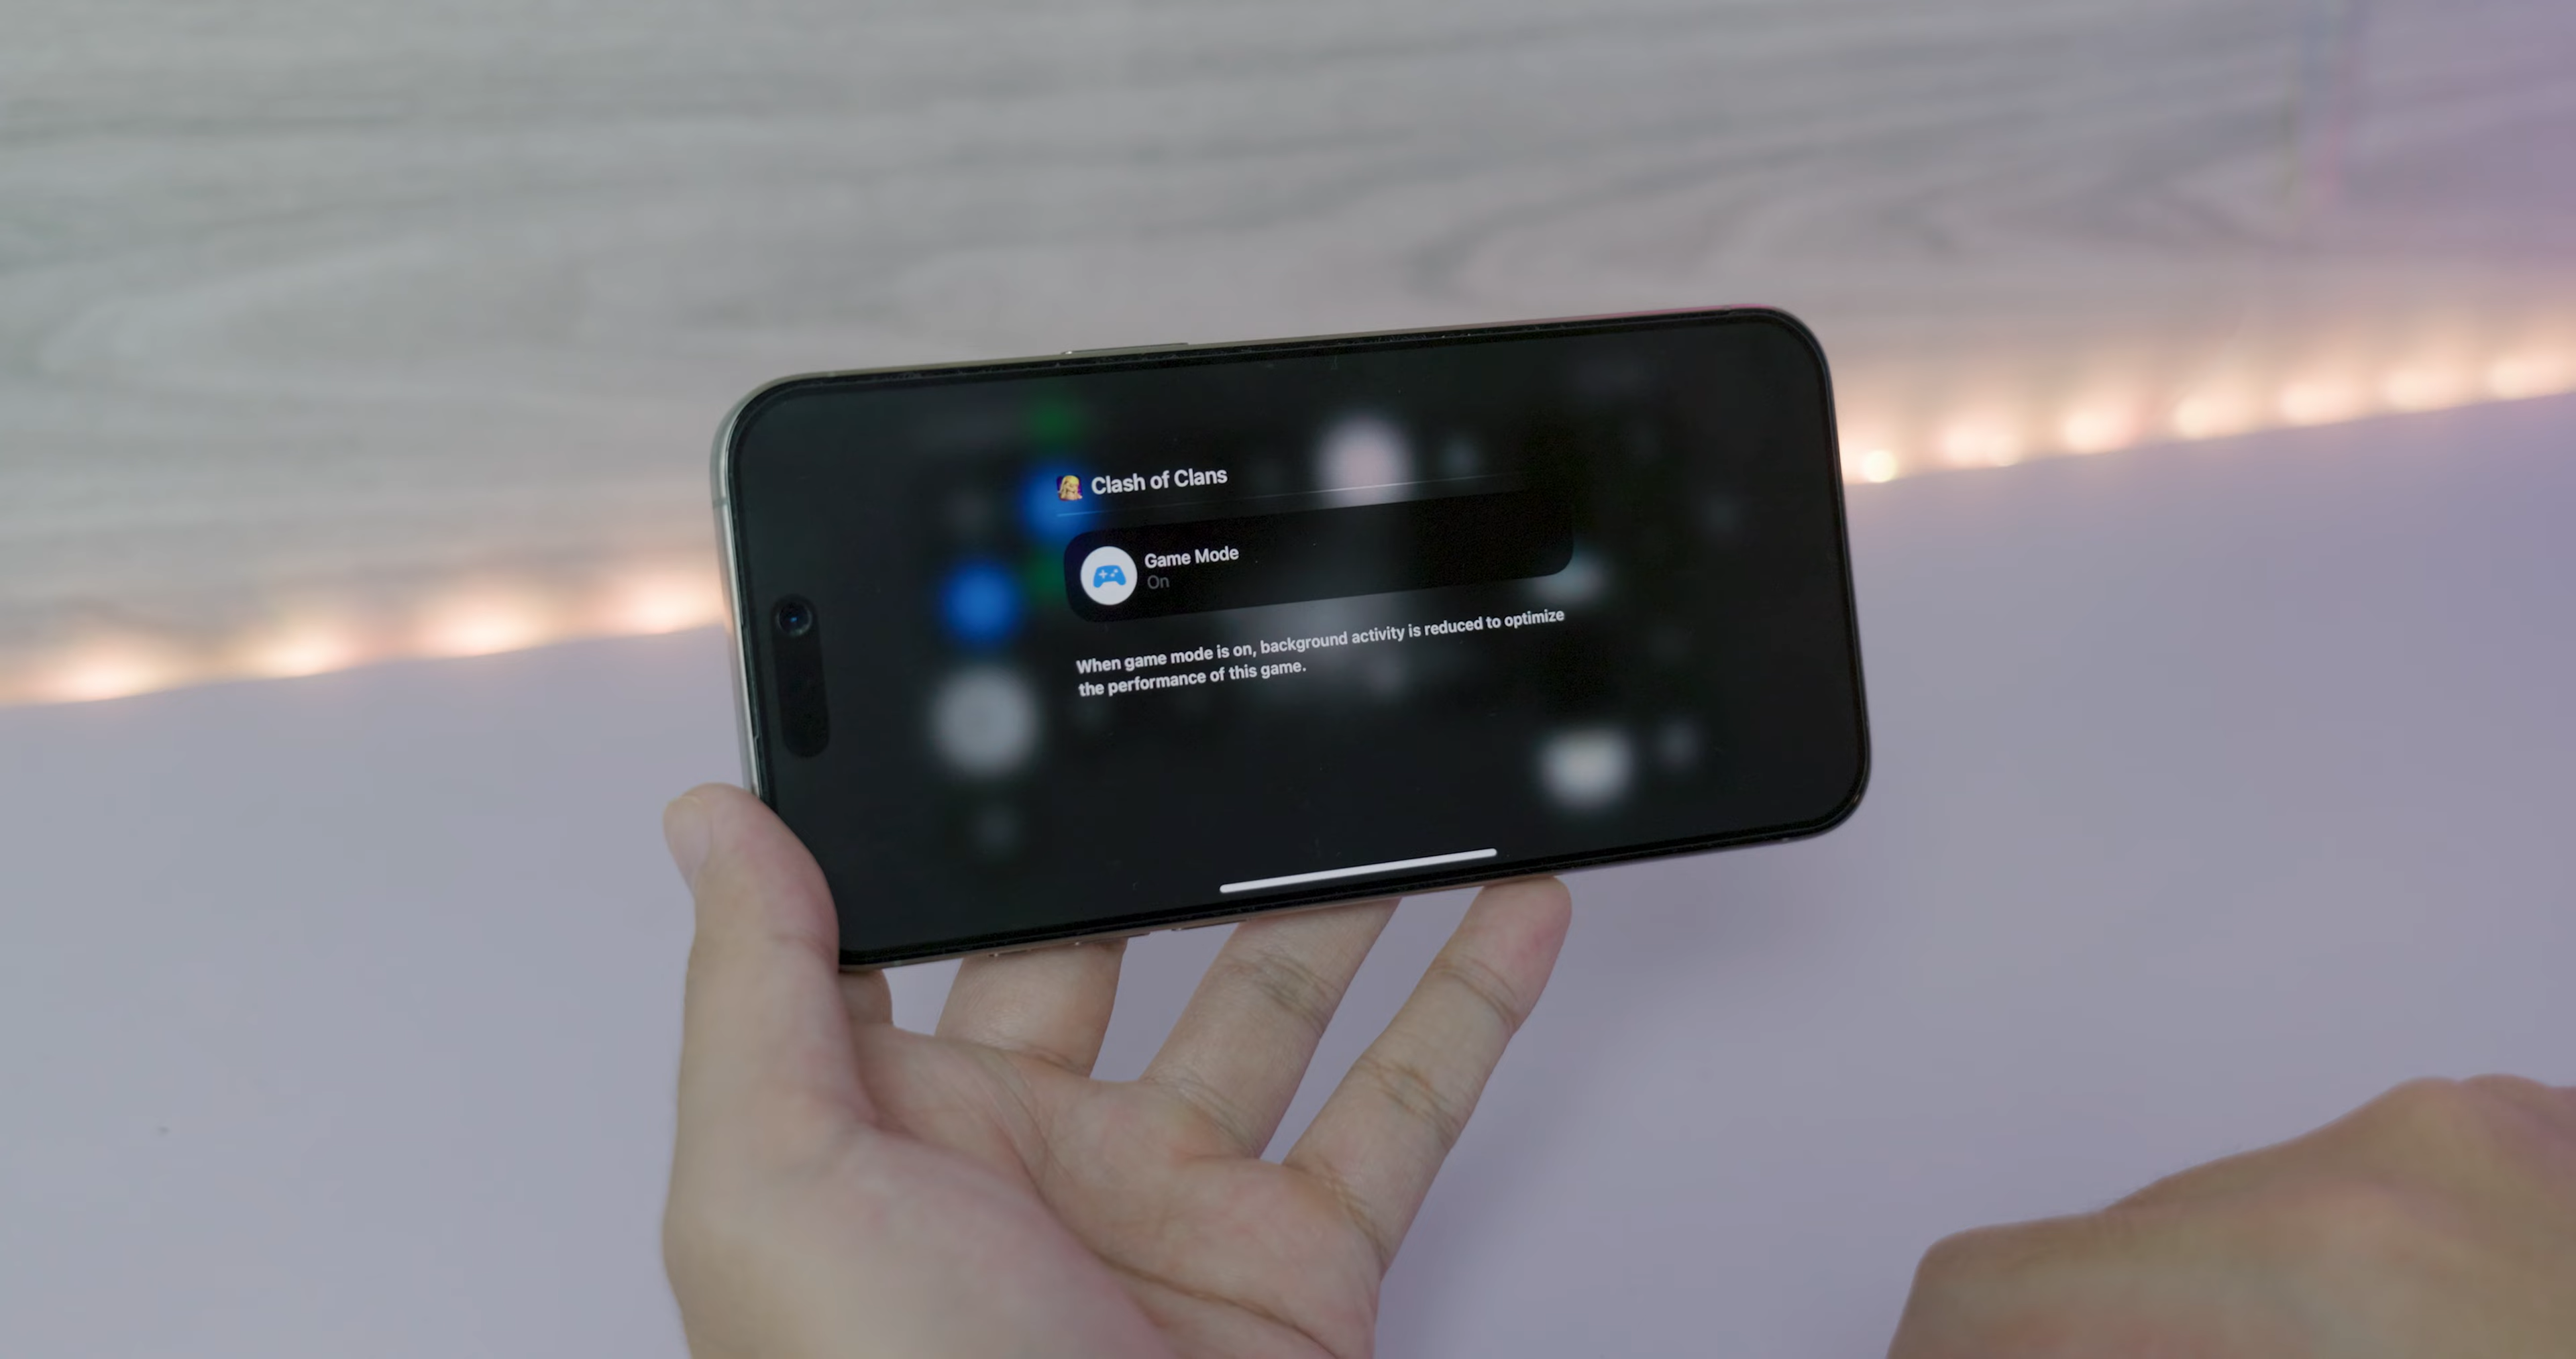 Clash of Clans
Game Mode
On
When game mode is on, background activity is reduced to optimize
the performance of this game.